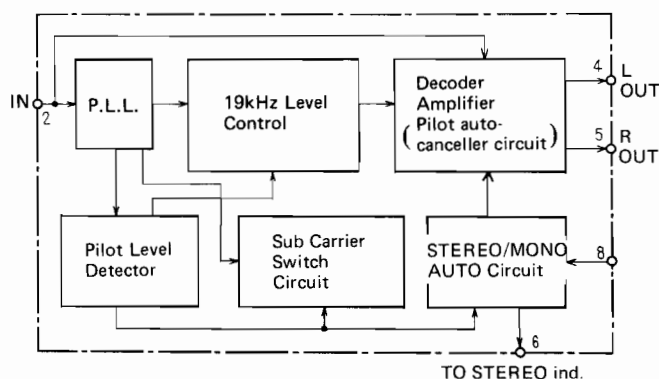 IN
2
P.L.L.
19kHz Level
Control
Decoder
Amplifier
(Pilot auto-
canceller circuit)
4
L
OUT
5
R
OUT
Pilot Level
Detector
Sub Carrier
Switch
Circuit
STEREO/MONO
AUTO Circuit
8
6
TO STEREO ind.